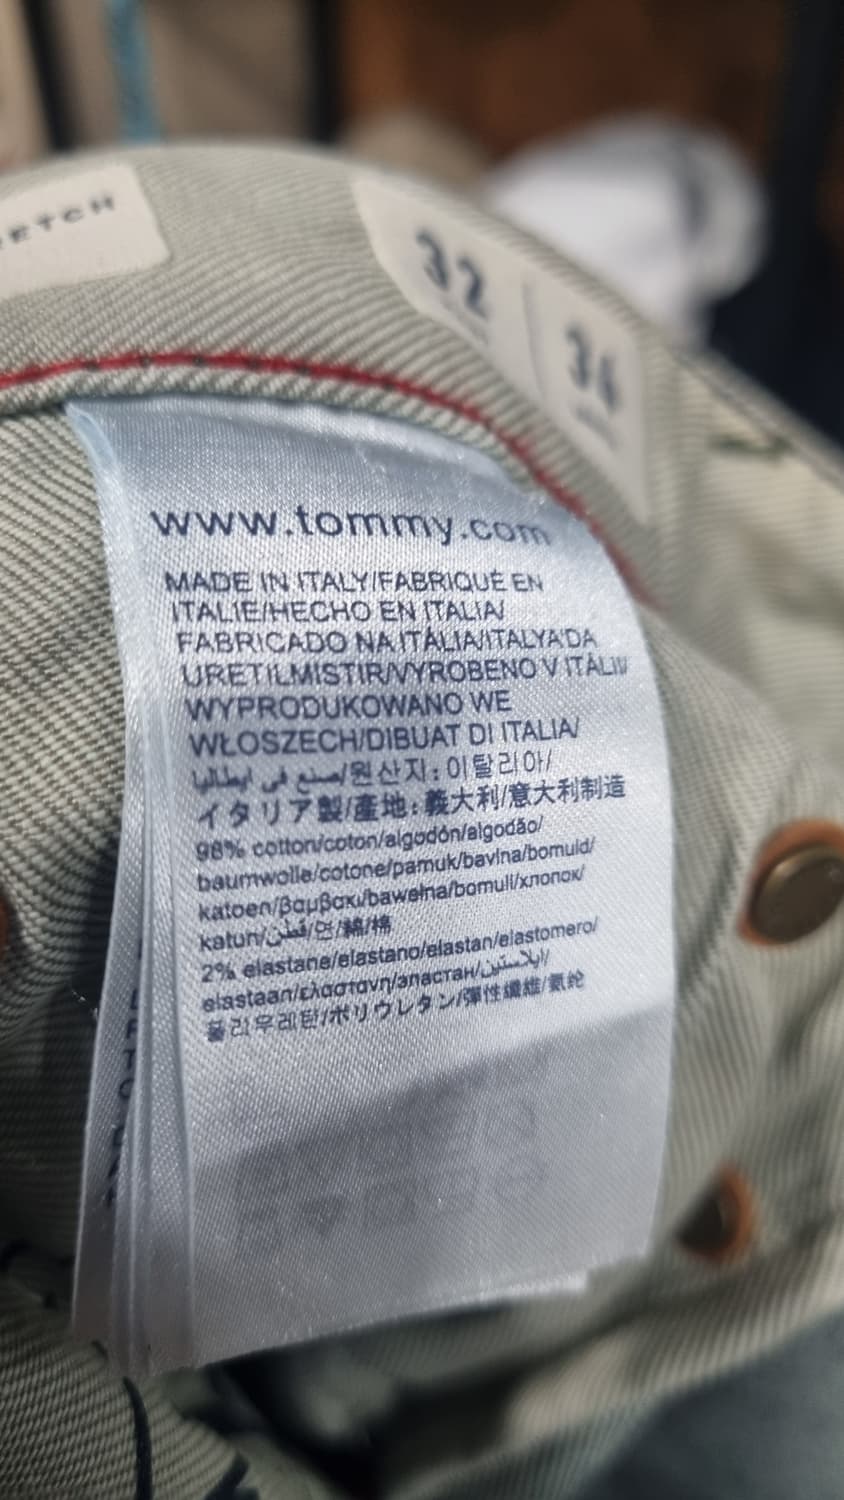 32
34
www.tommy.com
MADE IN ITALY/FABRIQUÉ EN
ITALIE/HECHO EN ITALIA/
FABRICADO NA ITÁLIA/ITALYA'DA
URETILMISTIR/VYROBENO V ITÁLII/
WYPRODUKOWANO WE
WŁOSZECH/DIBUAT DI ITALIA/
صنع في ايطاليا/원산지:이탈리아/
イタリア製/產地:義大利/意大利制造
98% cotton/coton/algodón/algodão/
baumwolle/cotone/pamuk/bavlna/bomuld/
katoen/βαμβακι/bawełna/bomull/хлопок/
katun/قطن/면/綿/棉
2% elastane/elastano/elastan/elastomero/
elastaan/ελαστανη/эластан/ايلاستين/
폴리우레탄/ポリウレタン/彈性纖維/氨纶